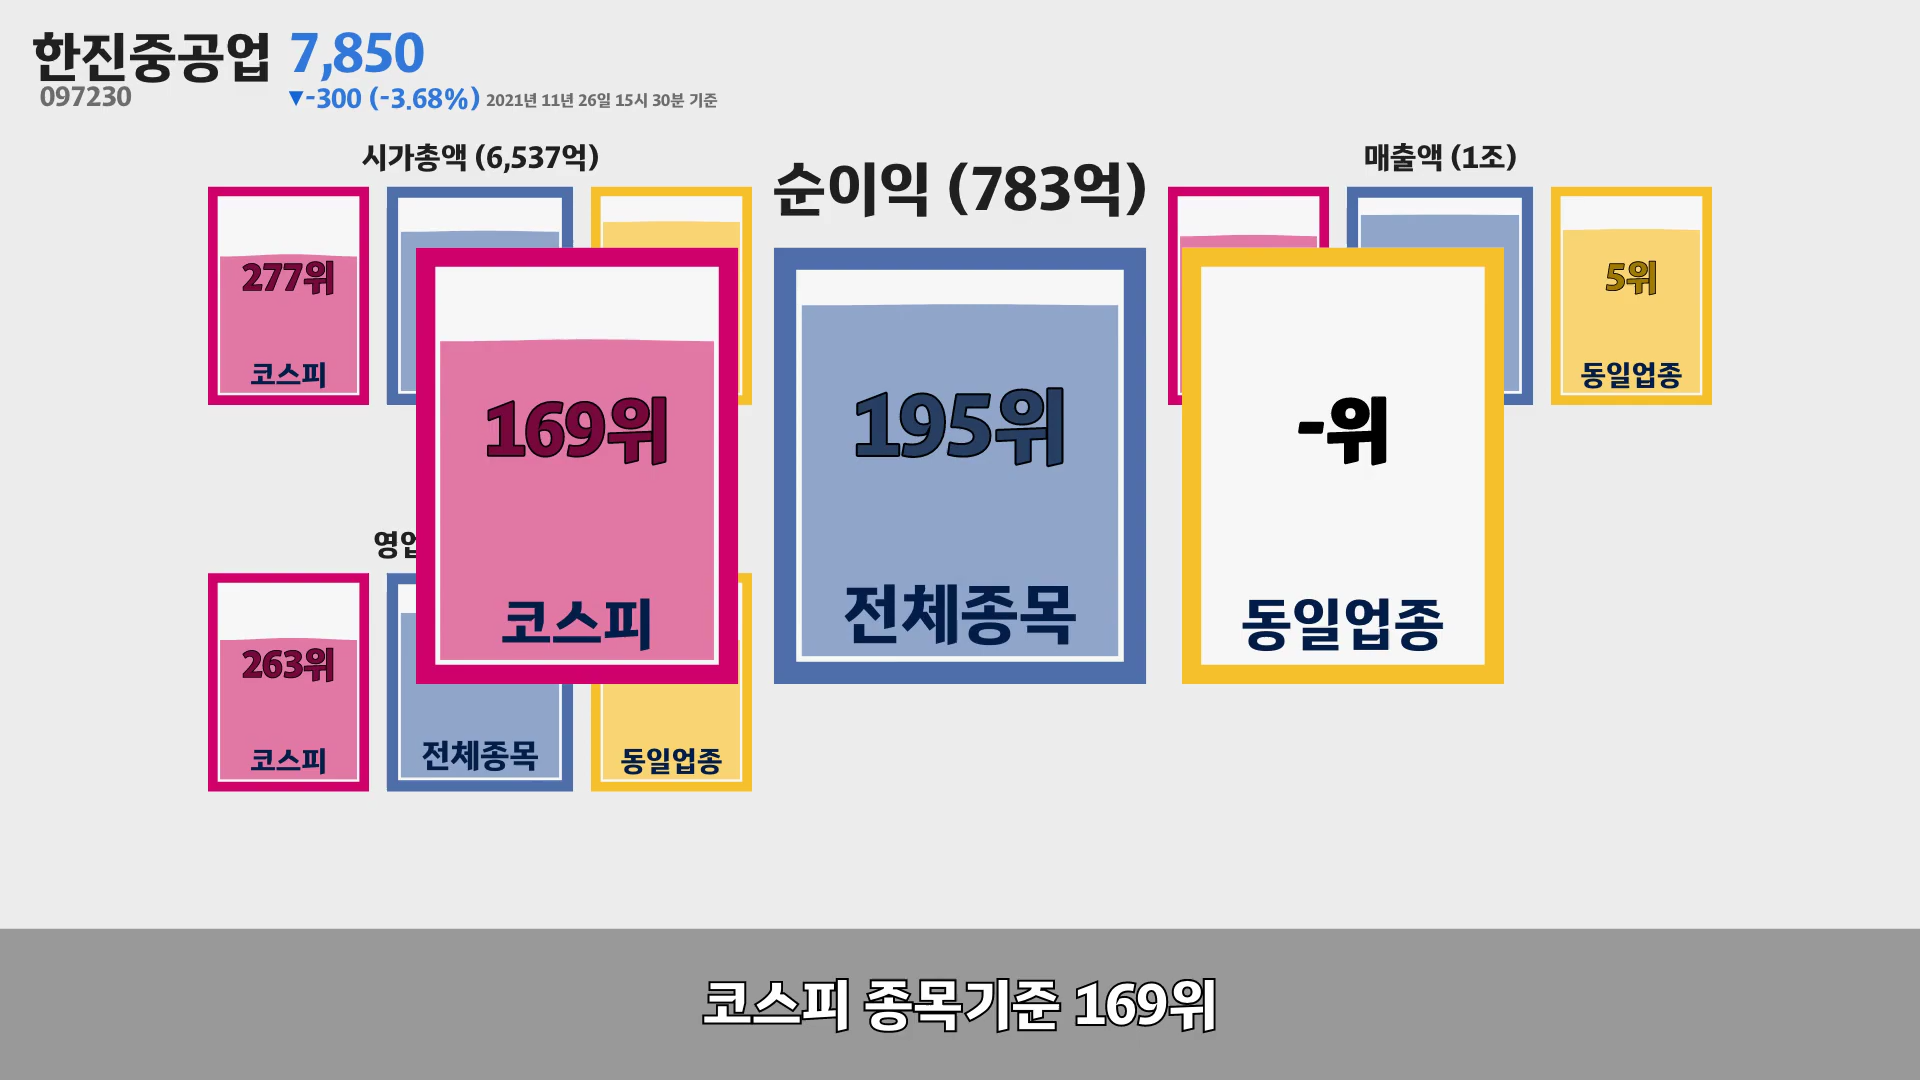 한진중공업 7,850
097230
▼-300 (-3.68%) 2021년 11년 26일 15시 30분 기준
시가총액 (6,537억)
순이익 (783억)
매출액 (1조)
277위
코스피
5위
동일업종
169위
코스피
195위
전체종목
-위
동일업종
263위
코스피
전체종목
동일업종
코스피 종목기준 169위